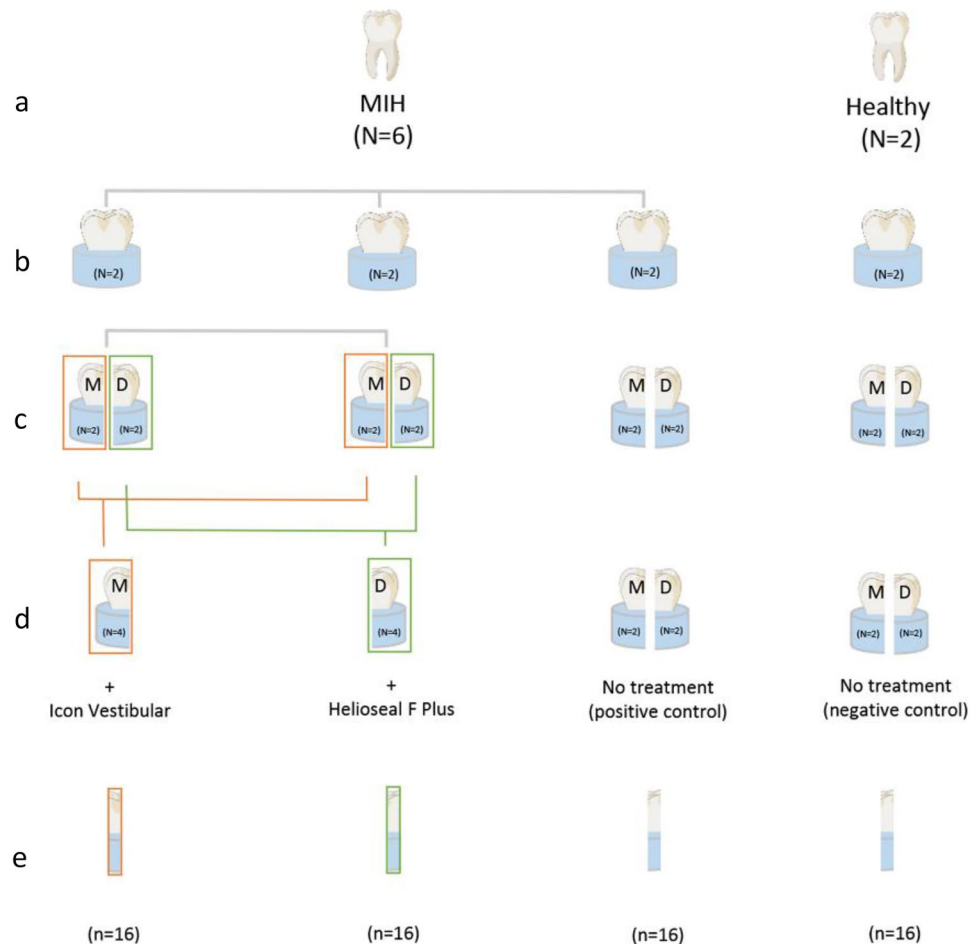 a
MIH
(N=6)
Healthy
(N=2)
b
(N=2)
(N=2)
(N=2)
(N=2)
c
M D
(N=2) (N=2)
M D
(N=2) (N=2)
M D
(N=2) (N=2)
M D
(N=2) (N=2)
d
M
(N=4)
D
(N=4)
M D
(N=2) (N=2)
M D
(N=2) (N=2)
+
Icon Vestibular
+
Helioseal F Plus
No treatment
(positive control)
No treatment
(negative control)
e
(n=16)
(n=16)
(n=16)
(n=16)